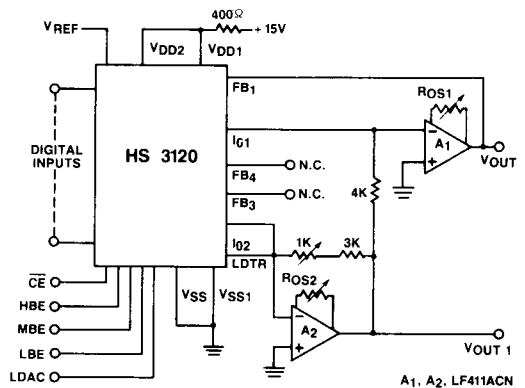 VREF
400Ω
+ 15V
VDD2
VDD1
FB1
ROS1
DIGITAL
INPUTS
HS 3120
IO1
A1
VOUT
FB4
N.C.
FB3
N.C.
4K
IO2
1K
3K
LDTR
ROS2
CE
HBE
MBE
LBE
LDAC
VSS
VSS1
A2
VOUT 1
A1, A2, LF411ACN